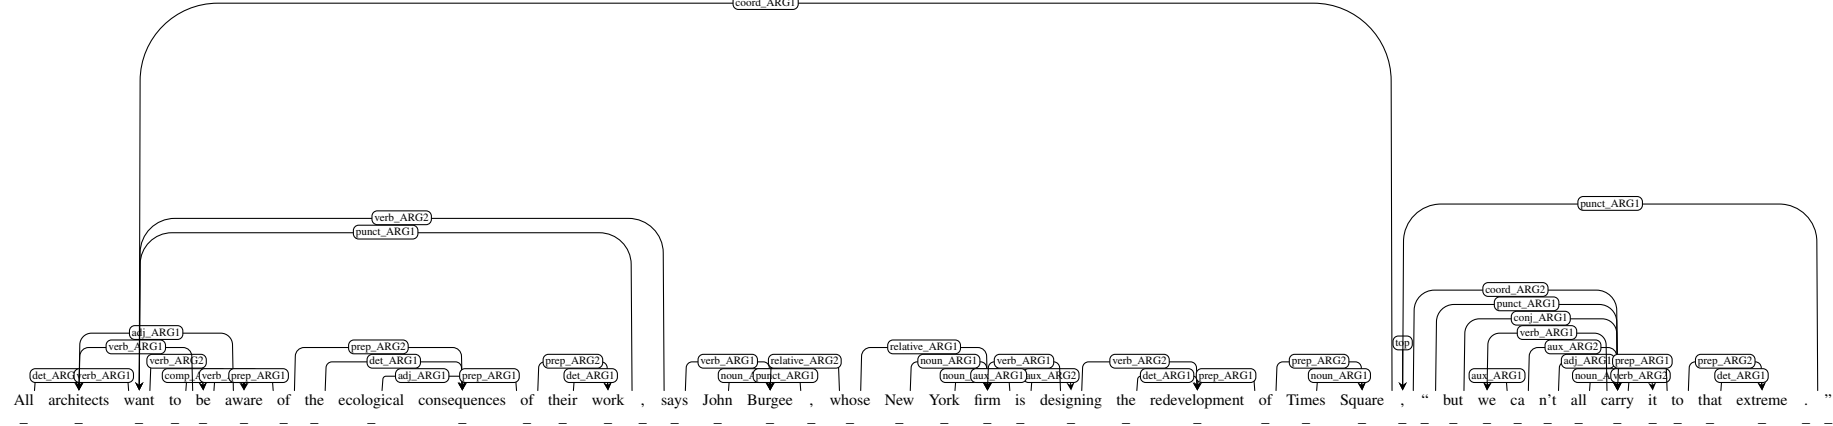 coord_ARG1
verb_ARG2 punct_ARG1
punct_ARG1
coord_ARG2
punct_ARG1
conj_ARG1
adj_ARG1 verb_ARG1
verb_ARG1 prep_ARG2 relative_ARG1 top aux_ARG2
verb_ARG2 det_ARG1 prep_ARG2 verb_ARG1 relative_ARG2 noun_ARG1 verb_ARG1 verb_ARG2 prep_ARG2 adj_ARG1 prep_ARG1 prep_ARG2
det_ARG verb_ARG1 comp_ verb_ prep_ARG1 adj_ARG1 prep_ARG1 det_ARG1 noun_ punct_ARG1 noun_ aux_ARG1 aux_ARG2 det_ARG1 prep_ARG1 noun_ARG1 aux_ARG1 noun_ verb_ARG2 det_ARG1
All architects want to be aware of the ecological consequences of their work , says John Burgee , whose New York firm is designing the redevelopment of Times Square , “ but we ca n't all carry it to that extreme . ”